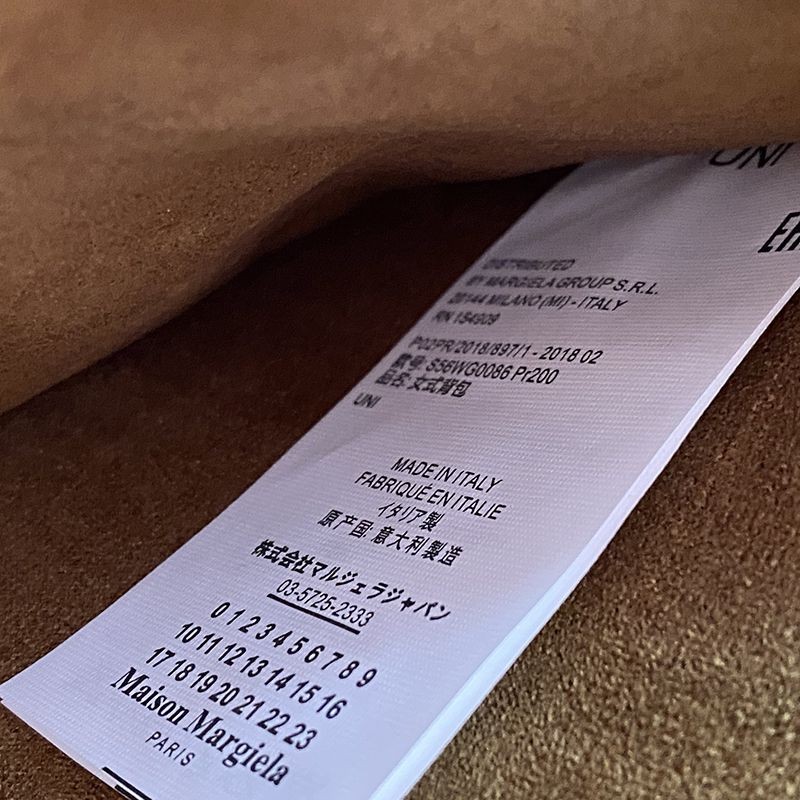 UNI
DISTRIBUTED
BY MARGIELA GROUP S.R.L.
20144 MILANO (MI) - ITALY
RN 154909
P02PR/2018/897/1 - 2018 02
款号: S56WG0086 Pr200
品名: 女式背包
UNI
MADE IN ITALY
FABRIQUÉ EN ITALIE
イタリア製
原产国: 意大利製造
株式会社マルジェラジャパン
03-5725-2333
0 1 2 3 4 5 6 7 8 9
10 11 12 13 14 15 16
17 18 19 20 21 22 23
Maison Margiela
PARIS